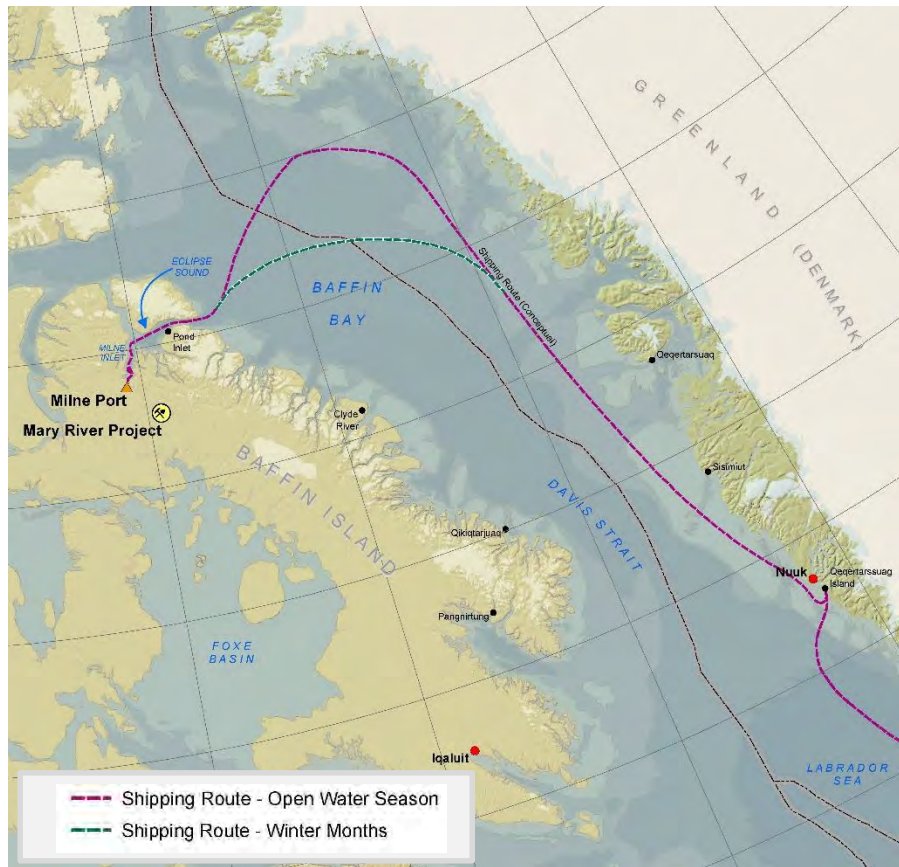 GREENLAND
(DENMARK)
ECLIPSE
SOUND
Shipping Route (Conceptual)
BAFFIN
BAY
Pond
Inlet
MILNE
INLET
Qeqertarsuaq
Milne Port
Mary River Project
Clyde
River
BAFFIN ISLAND
Sisimiut
DAVIS STRAIT
Qikiqtarjuaq
Nuuk
Qeqertarssuag
Island
Pangnirtung
FOXE
BASIN
Iqaluit
LABRADOR
SEA
Shipping Route - Open Water Season
Shipping Route - Winter Months